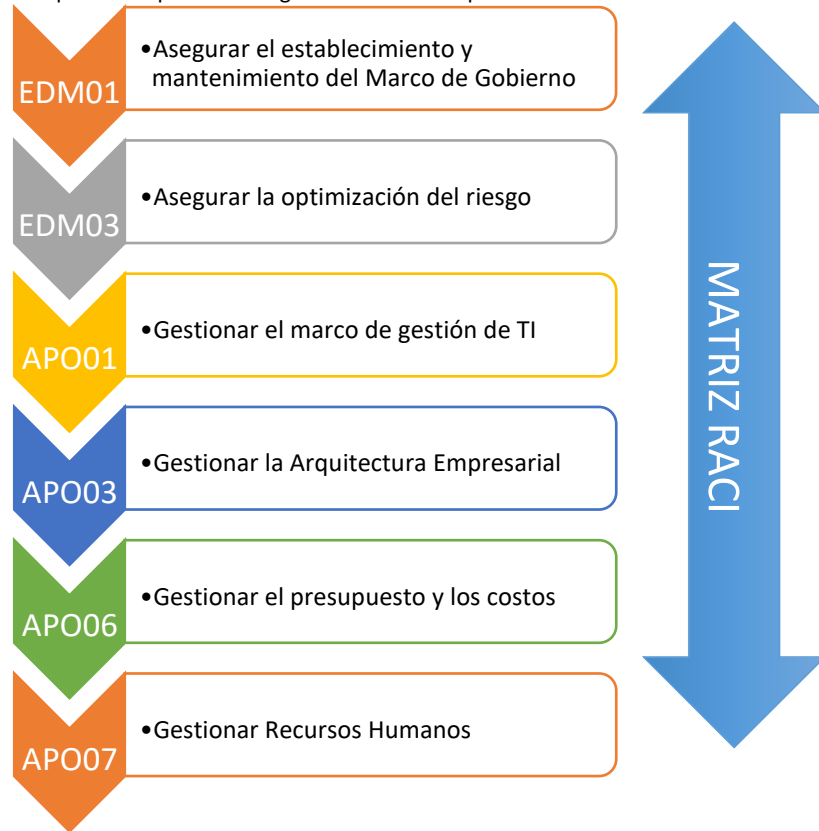 EDM01
•Asegurar el establecimiento y
mantenimiento del Marco de Gobierno
EDM03
•Asegurar la optimización del riesgo
APO01
•Gestionar el marco de gestión de TI
APO03
•Gestionar la Arquitectura Empresarial
APO06
•Gestionar el presupuesto y los costos
APO07
•Gestionar Recursos Humanos
MATRIZ RACI